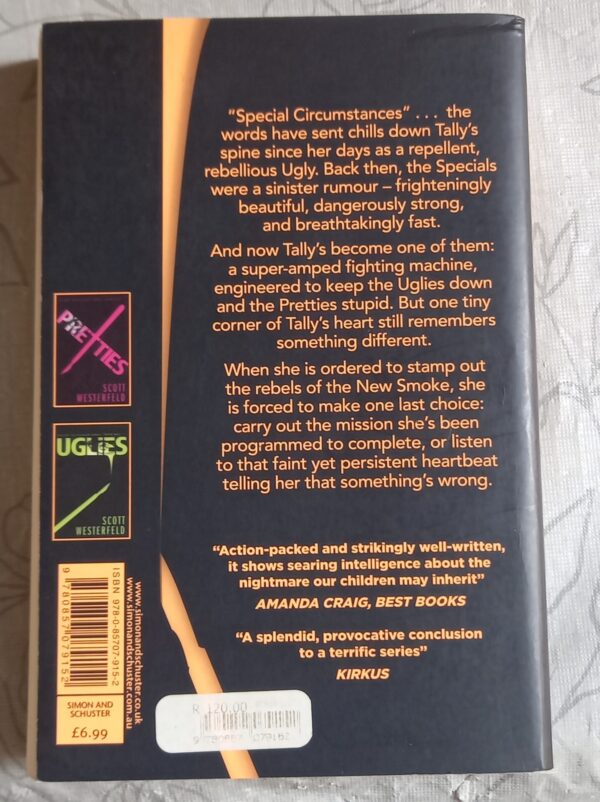 "Special Circumstances" . . . the
words have sent chills down Tally's
spine since her days as a repellent,
rebellious Ugly. Back then, the Specials
were a sinister rumour – frighteningly
beautiful, dangerously strong,
and breathtakingly fast.
And now Tally's become one of them:
a super-amped fighting machine,
engineered to keep the Uglies down
and the Pretties stupid. But one tiny
corner of Tally's heart still remembers
something different.
When she is ordered to stamp out
the rebels of the New Smoke, she
is forced to make one last choice:
carry out the mission she's been
programmed to complete, or listen
to that faint yet persistent heartbeat
telling her that something's wrong.
"Action-packed and strikingly well-written,
it shows searing intelligence about the
nightmare our children may inherit"
AMANDA CRAIG, BEST BOOKS
"A splendid, provocative conclusion
to a terrific series"
KIRKUS
PRETTIES
SCOTT
WESTERFELD
UGLIES
SCOTT
WESTERFELD
www.simonandschuster.co.uk
www.simonandschuster.com.au
ISBN 978-0-85707-915-2
9 780857 079152
SIMON AND
SCHUSTER
£6.99
R 120.00
079152